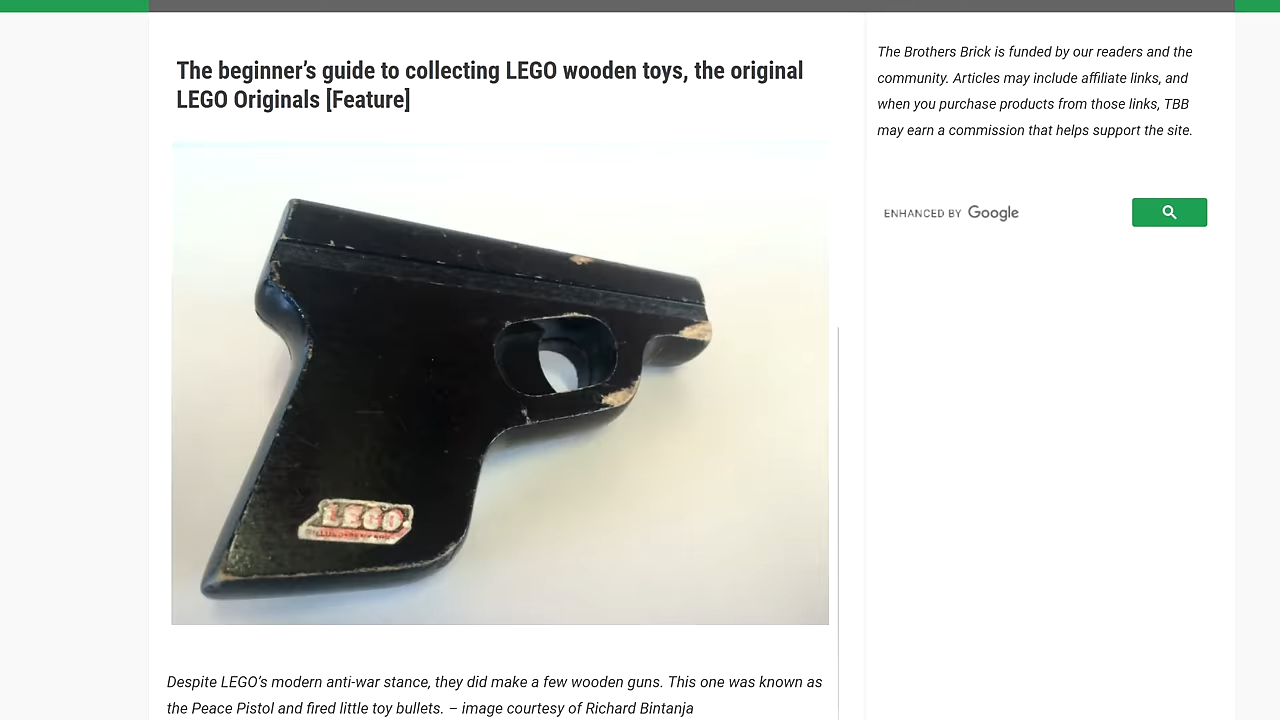 The beginner’s guide to collecting LEGO wooden toys, the original
LEGO Originals [Feature]
LEGO
Despite LEGO’s modern anti-war stance, they did make a few wooden guns. This one was known as
the Peace Pistol and fired little toy bullets. – image courtesy of Richard Bintanja
The Brothers Brick is funded by our readers and the
community. Articles may include affiliate links, and
when you purchase products from those links, TBB
may earn a commission that helps support the site.
ENHANCED BY Google